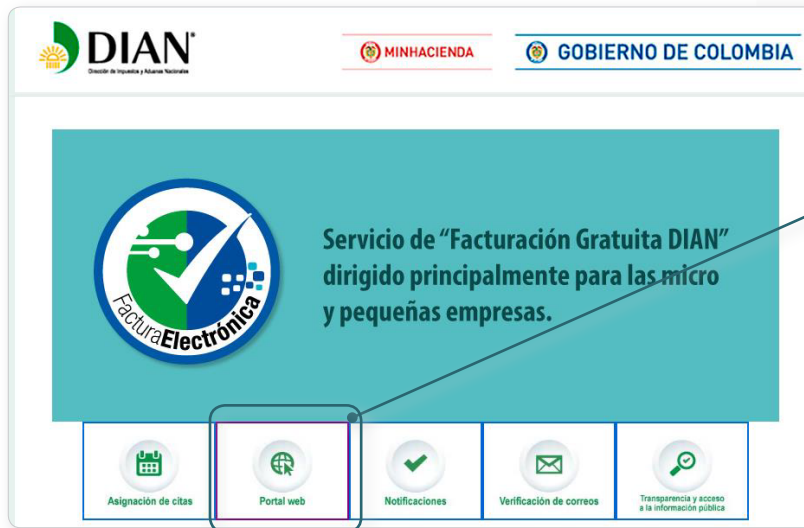 DIAN
Dirección de Impuestos y Aduanas Nacionales
MINHACIENDA
GOBIERNO DE COLOMBIA
FacturaElectrónica
Servicio de “Facturación Gratuita DIAN”
dirigido principalmente para las micro
y pequeñas empresas.
Asignación de citas
Portal web
Notificaciones
Verificación de correos
Transparencia y acceso
a la información pública